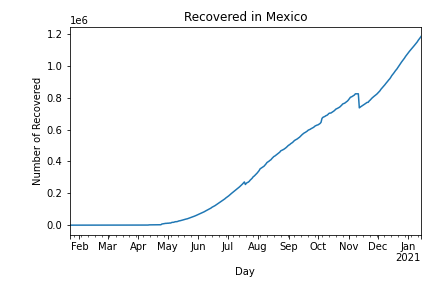 Recovered in Mexico
1e6
1.2
1.0
0.8
0.6
0.4
0.2
0.0
Number of Recovered
Feb Mar Apr May Jun Jul Aug Sep Oct Nov Dec Jan
2021
Day